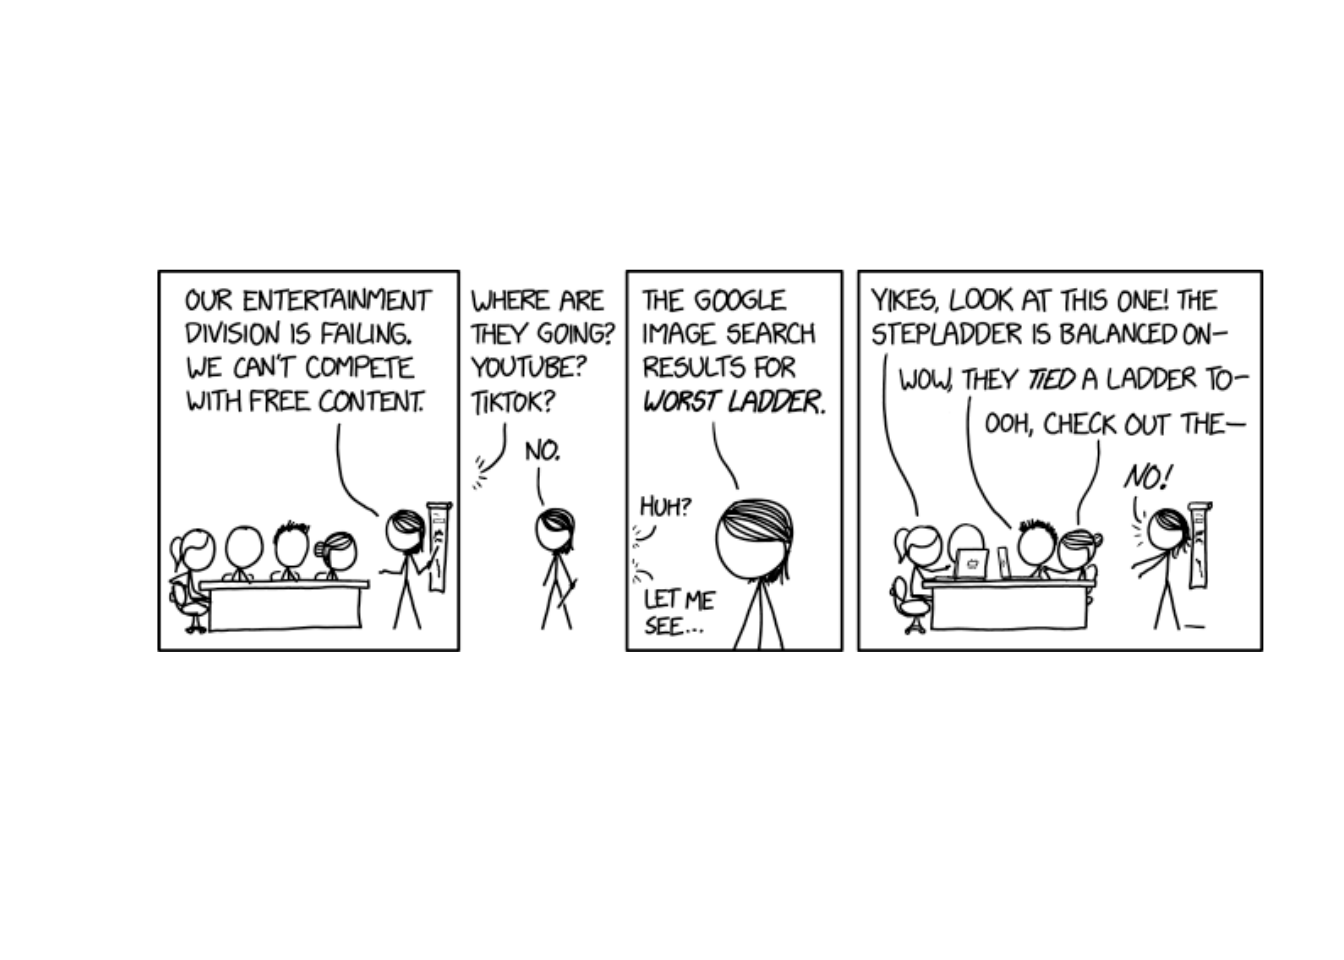 OUR ENTERTAINMENT
DIVISION IS FAILING.
WE CAN'T COMPETE
WITH FREE CONTENT.
WHERE ARE
THEY GOING?
YOUTUBE?
TIKTOK?
NO.
THE GOOGLE
IMAGE SEARCH
RESULTS FOR
WORST LADDER.
HUH?
LET ME
SEE...
YIKES, LOOK AT THIS ONE! THE
STEPLADDER IS BALANCED ON—
WOW, THEY TIED A LADDER TO—
OOH, CHECK OUT THE—
NO!